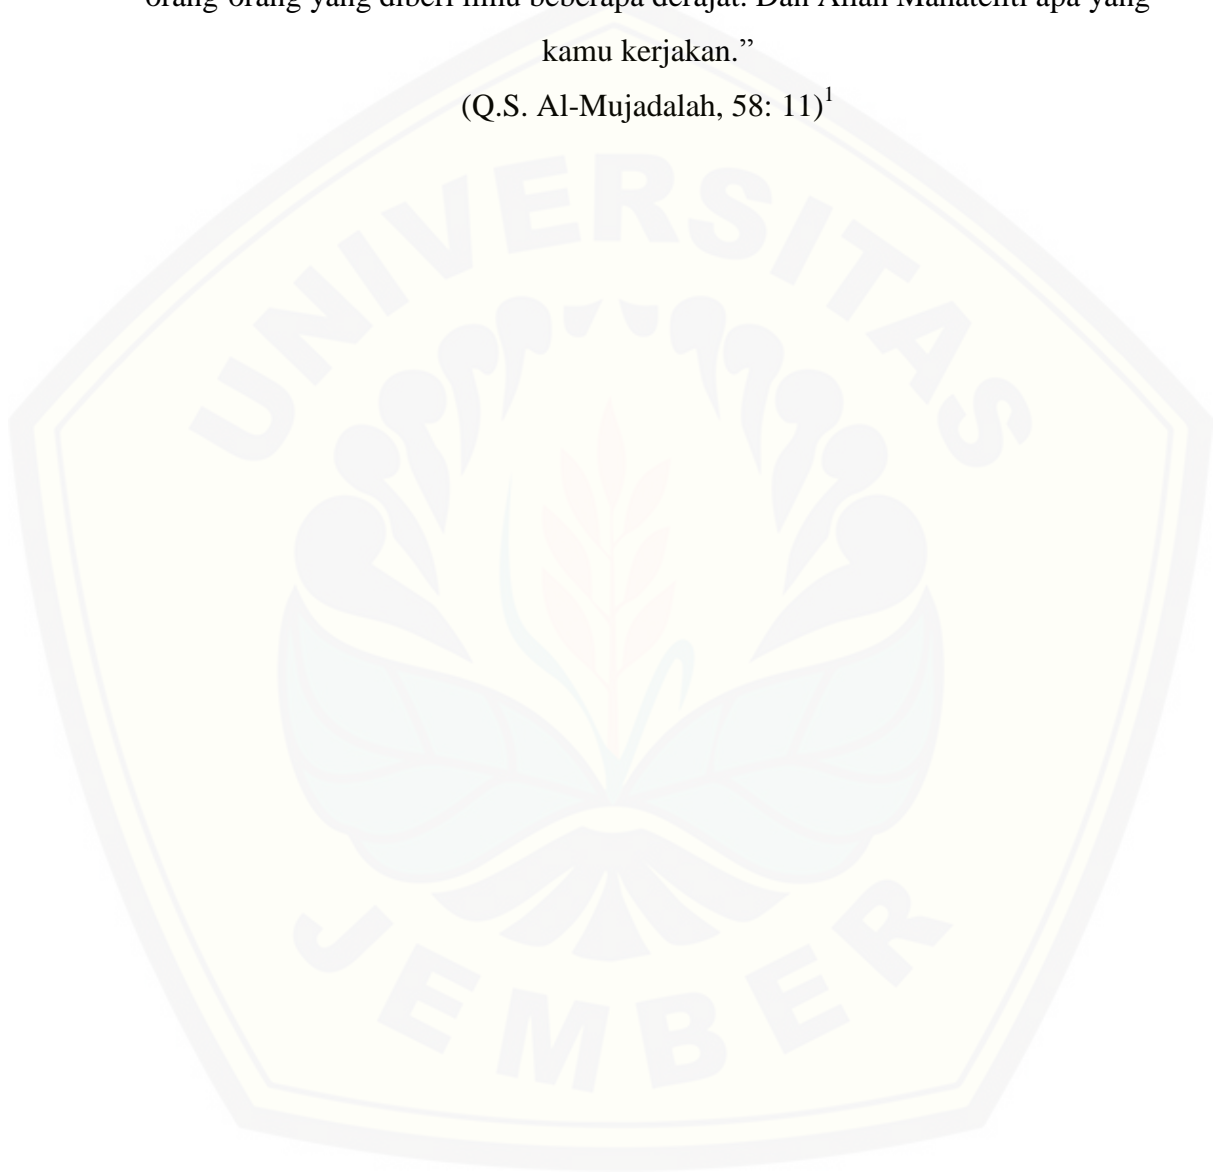 orang-orang yang diberi ilmu beberapa derajat. Dan Allah Mahateliti apa yang
kamu kerjakan.”
(Q.S. Al-Mujadalah, 58: 11)1
UNIVERSITAS
JEMBER